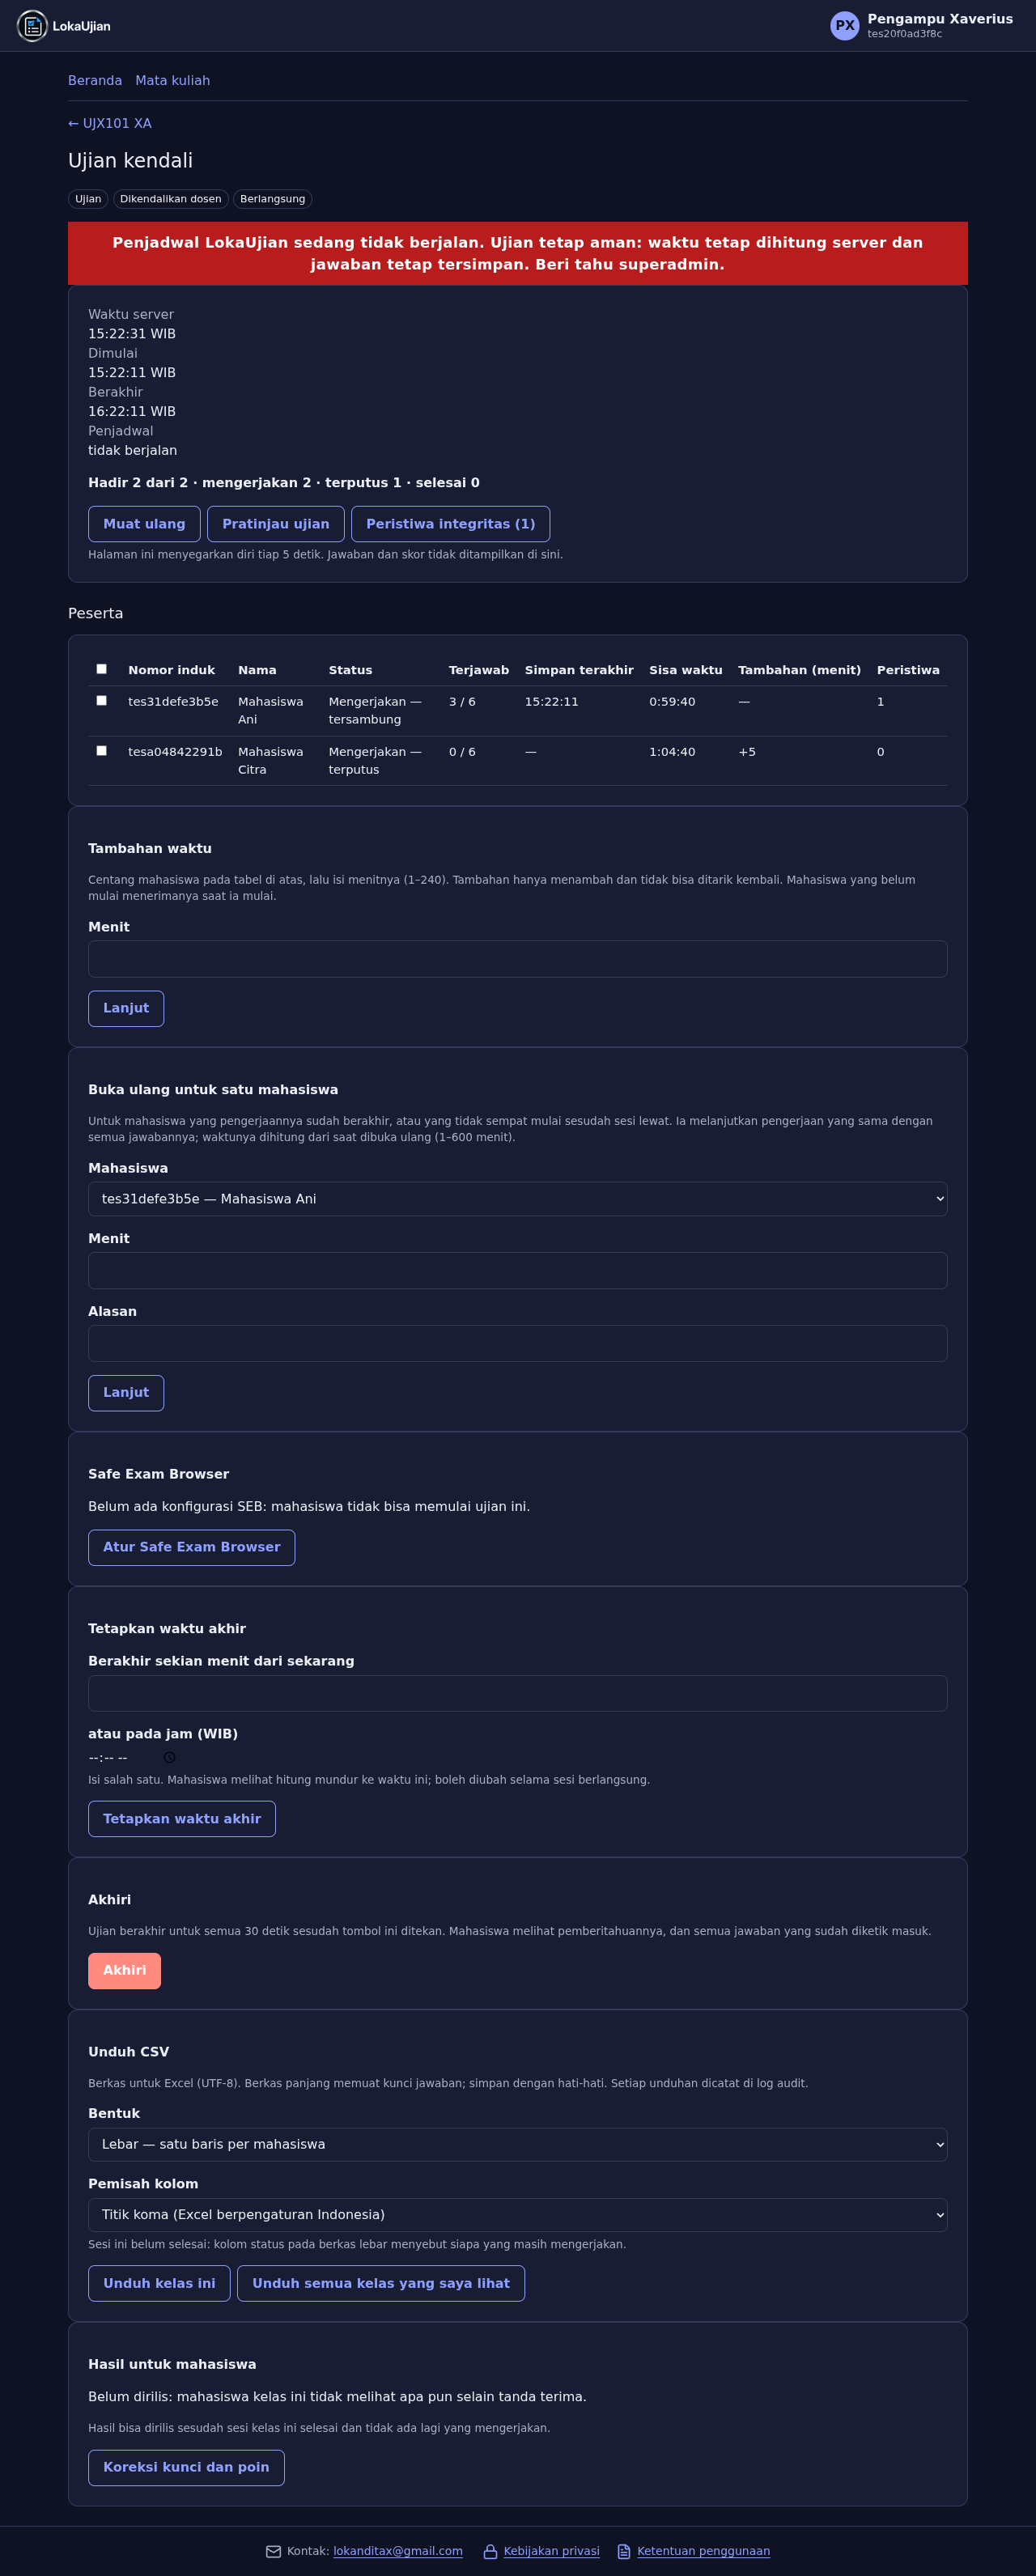 LokaUjian
PX
Pengampu Xaverius
tes20f0ad3f8c
Beranda Mata kuliah
← UJX101 XA
Ujian kendali
Ujian Dikendalikan dosen Berlangsung
Penjadwal LokaUjian sedang tidak berjalan. Ujian tetap aman: waktu tetap dihitung server dan
jawaban tetap tersimpan. Beri tahu superadmin.
Waktu server
15:22:31 WIB
Dimulai
15:22:11 WIB
Berakhir
16:22:11 WIB
Penjadwal
tidak berjalan
Hadir 2 dari 2 · mengerjakan 2 · terputus 1 · selesai 0
Muat ulang Pratinjau ujian Peristiwa integritas (1)
Halaman ini menyegarkan diri tiap 5 detik. Jawaban dan skor tidak ditampilkan di sini.
Peserta
Nomor induk Nama Status Terjawab Simpan terakhir Sisa waktu Tambahan (menit) Peristiwa
tes31defe3b5e Mahasiswa Ani Mengerjakan — tersambung 3 / 6 15:22:11 0:59:40 — 1
tesa04842291b Mahasiswa Citra Mengerjakan — terputus 0 / 6 — 1:04:40 +5 0
Tambahan waktu
Centang mahasiswa pada tabel di atas, lalu isi menitnya (1–240). Tambahan hanya menambah dan tidak bisa ditarik kembali. Mahasiswa yang belum
mulai menerimanya saat ia mulai.
Menit
Lanjut
Buka ulang untuk satu mahasiswa
Untuk mahasiswa yang pengerjaannya sudah berakhir, atau yang tidak sempat mulai sesudah sesi lewat. Ia melanjutkan pengerjaan yang sama dengan
semua jawabannya; waktunya dihitung dari saat dibuka ulang (1–600 menit).
Mahasiswa
tes31defe3b5e — Mahasiswa Ani
Menit
Alasan
Lanjut
Safe Exam Browser
Belum ada konfigurasi SEB: mahasiswa tidak bisa memulai ujian ini.
Atur Safe Exam Browser
Tetapkan waktu akhir
Berakhir sekian menit dari sekarang
atau pada jam (WIB)
--:-- --
Isi salah satu. Mahasiswa melihat hitung mundur ke waktu ini; boleh diubah selama sesi berlangsung.
Tetapkan waktu akhir
Akhiri
Ujian berakhir untuk semua 30 detik sesudah tombol ini ditekan. Mahasiswa melihat pemberitahuannya, dan semua jawaban yang sudah diketik masuk.
Akhiri
Unduh CSV
Berkas untuk Excel (UTF-8). Berkas panjang memuat kunci jawaban; simpan dengan hati-hati. Setiap unduhan dicatat di log audit.
Bentuk
Lebar — satu baris per mahasiswa
Pemisah kolom
Titik koma (Excel berpengaturan Indonesia)
Sesi ini belum selesai: kolom status pada berkas lebar menyebut siapa yang masih mengerjakan.
Unduh kelas ini Unduh semua kelas yang saya lihat
Hasil untuk mahasiswa
Belum dirilis: mahasiswa kelas ini tidak melihat apa pun selain tanda terima.
Hasil bisa dirilis sesudah sesi kelas ini selesai dan tidak ada lagi yang mengerjakan.
Koreksi kunci dan poin
Kontak: lokanditax@gmail.com Kebijakan privasi Ketentuan penggunaan